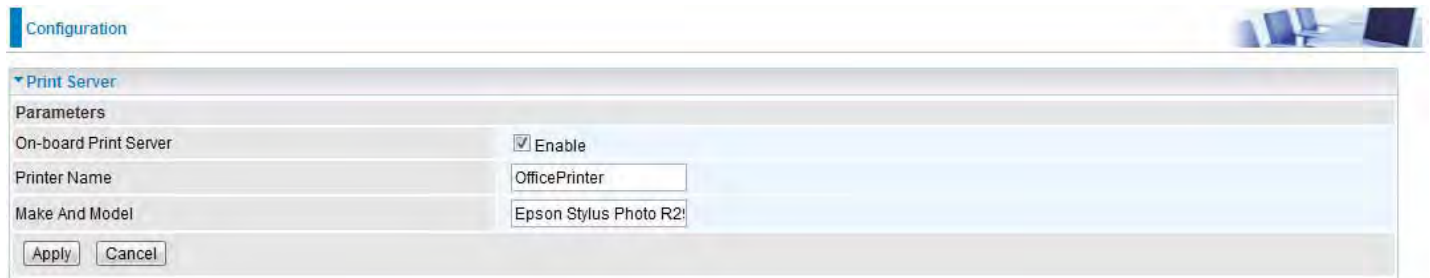 Configuration
Print Server
Parameters
On-board Print Server Enable
Printer Name OfficePrinter
Make And Model Epson Stylus Photo
Apply Cancel